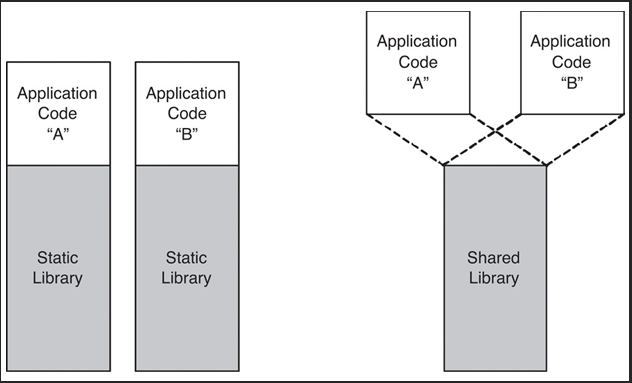 Application
Code
“A”
Application
Code
“B”
Static
Library
Static
Library
Application
Code
“A”
Application
Code
“B”
Shared
Library